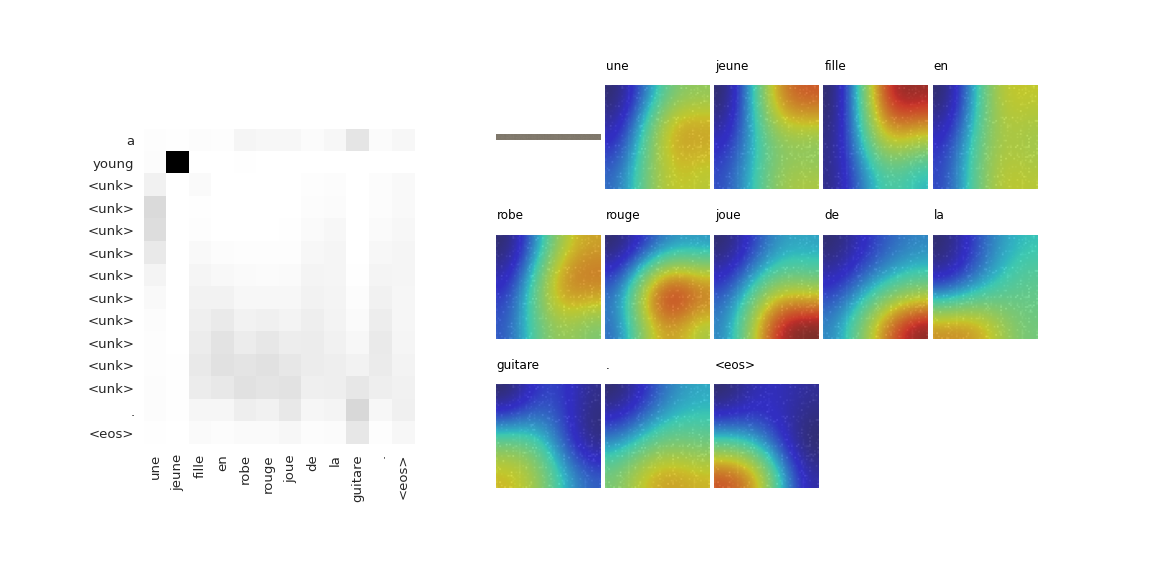 a
young
<unk>
<unk>
<unk>
<unk>
<unk>
<unk>
<unk>
<unk>
<unk>
<unk>
.
<eos>
une jeune fille en robe rouge joue de la guitare . <eos>
une jeune fille en
robe rouge joue de la
guitare . <eos>